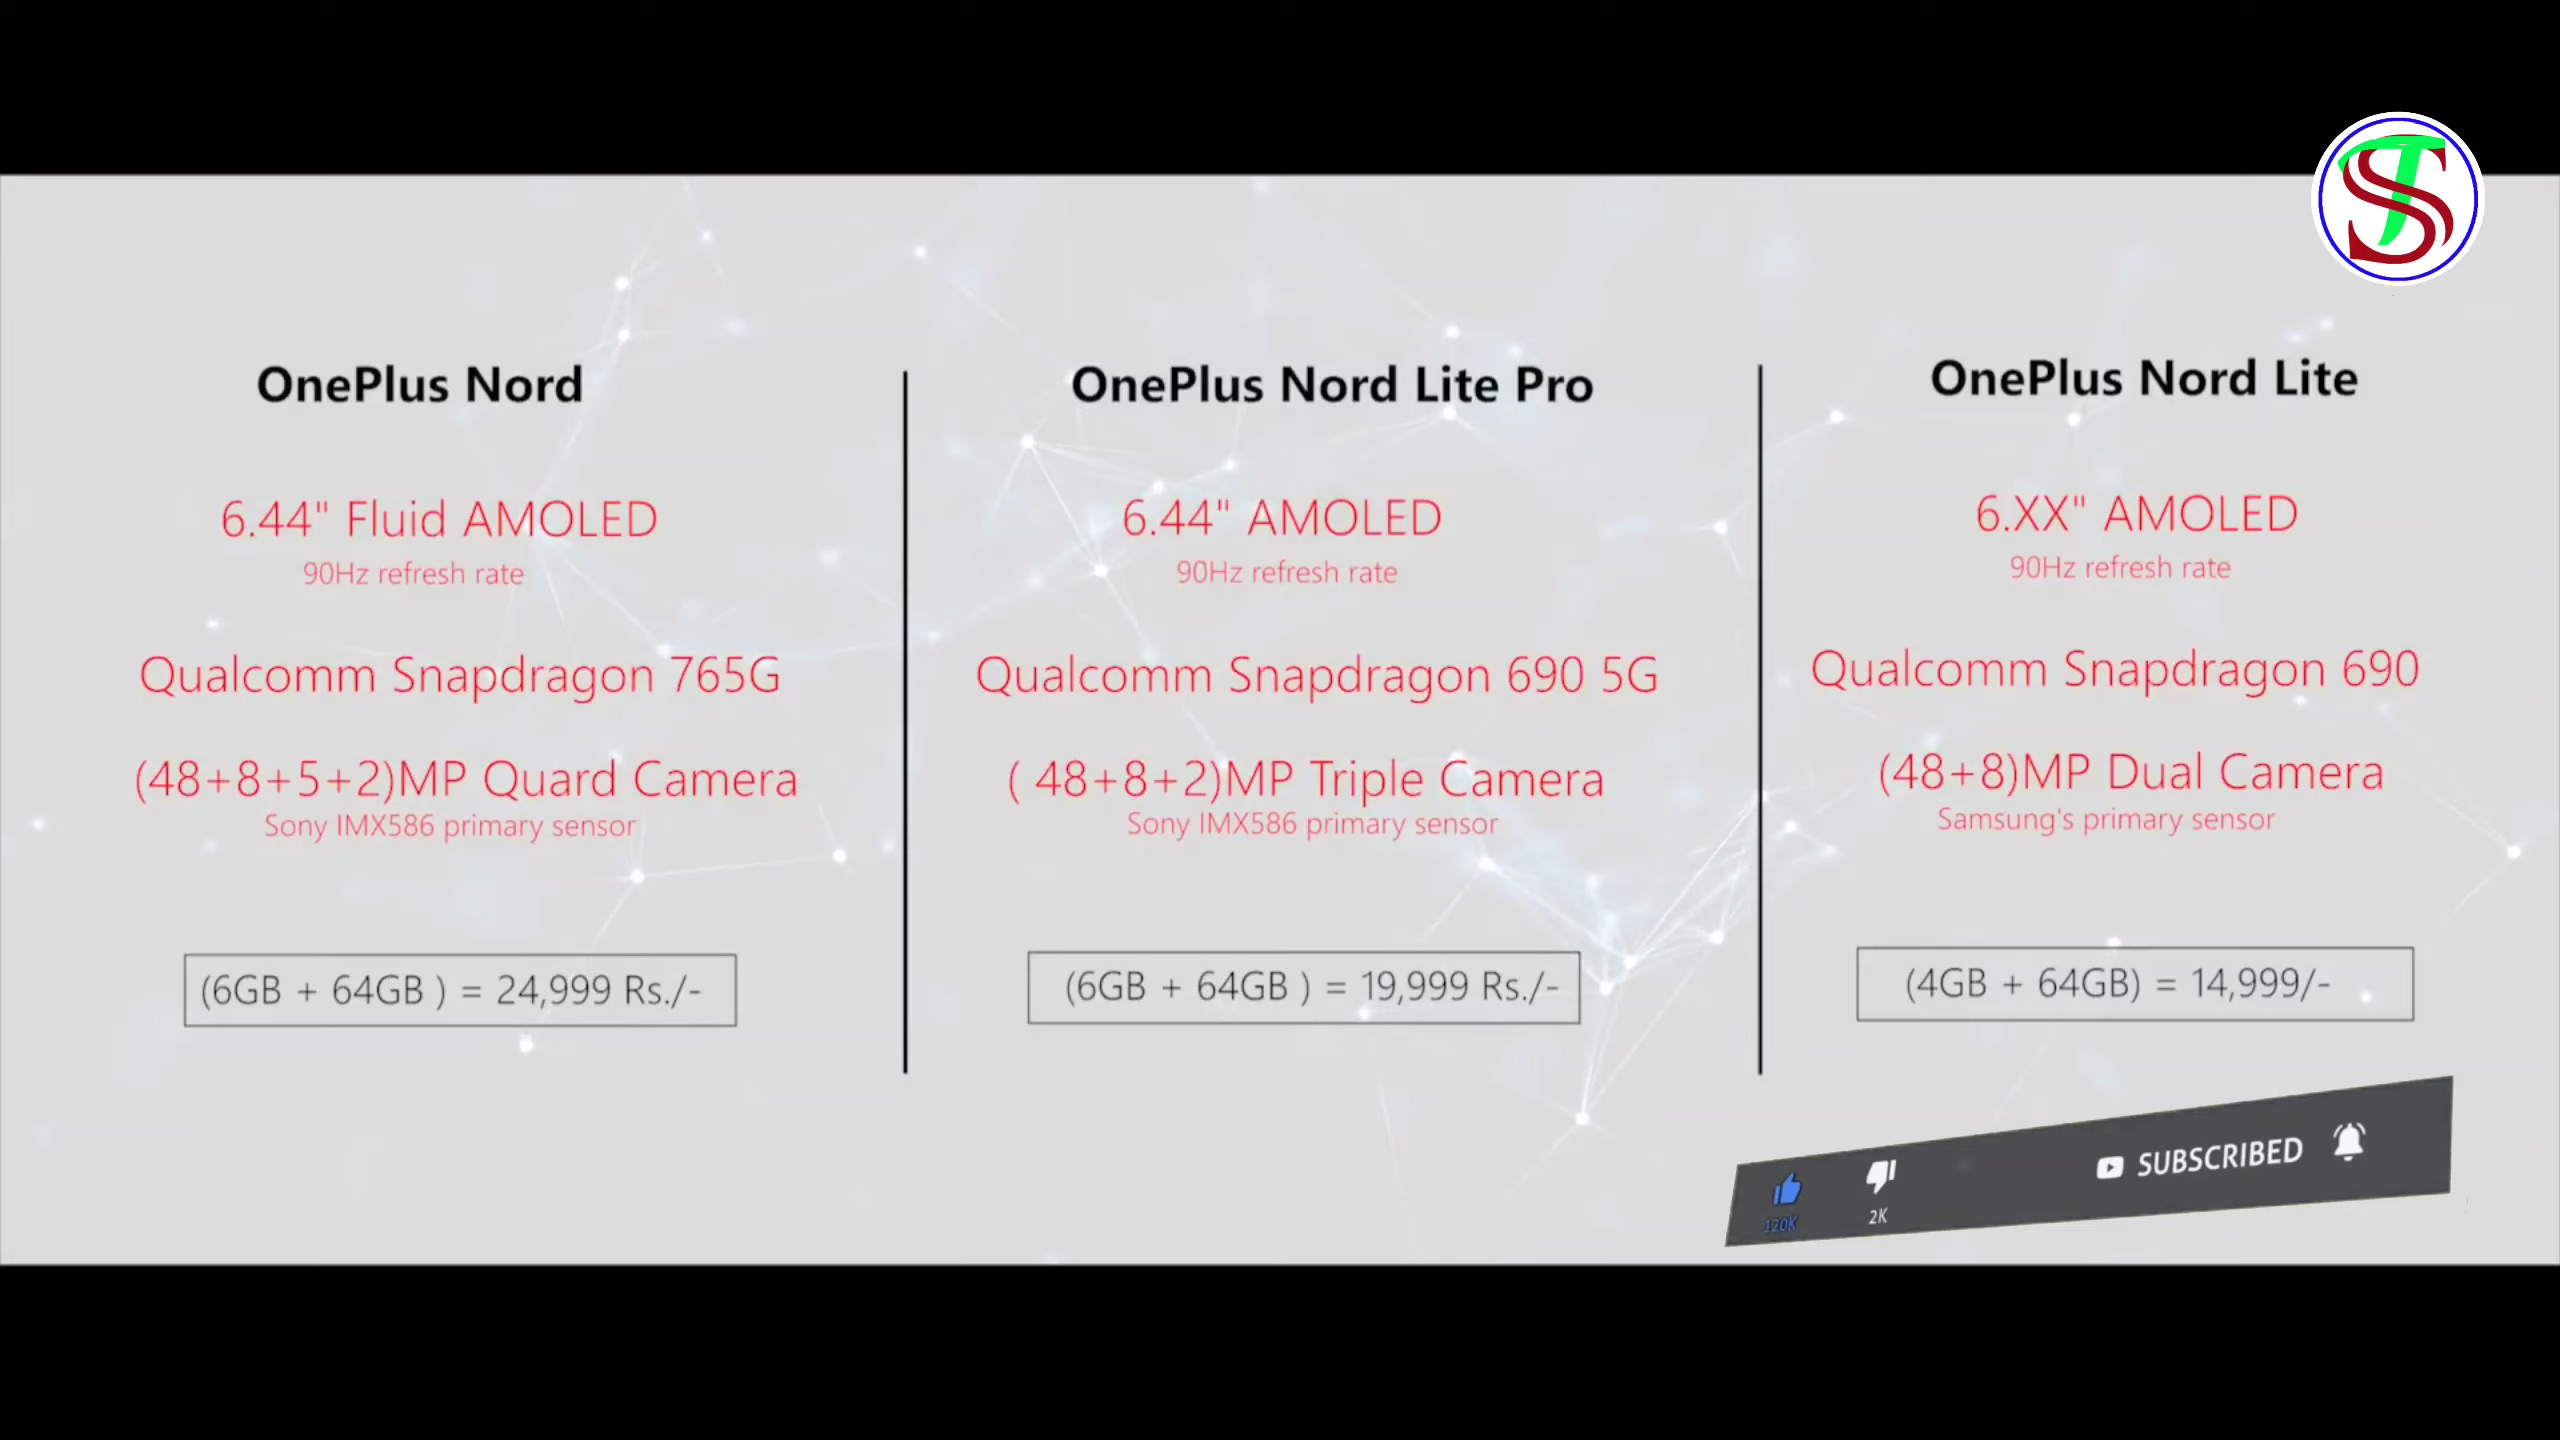 OnePlus Nord
6.44" Fluid AMOLED
90Hz refresh rate
Qualcomm Snapdragon 765G
(48+8+5+2)MP Quard Camera
Sony IMX586 primary sensor
(6GB + 64GB ) = 24,999 Rs./-
OnePlus Nord Lite Pro
6.44" AMOLED
90Hz refresh rate
Qualcomm Snapdragon 690 5G
( 48+8+2)MP Triple Camera
Sony IMX586 primary sensor
(6GB + 64GB ) = 19,999 Rs./-
OnePlus Nord Lite
6.XX" AMOLED
90Hz refresh rate
Qualcomm Snapdragon 690
(48+8)MP Dual Camera
Samsung's primary sensor
(4GB + 64GB) = 14,999/-
TS
120K
2K
SUBSCRIBED